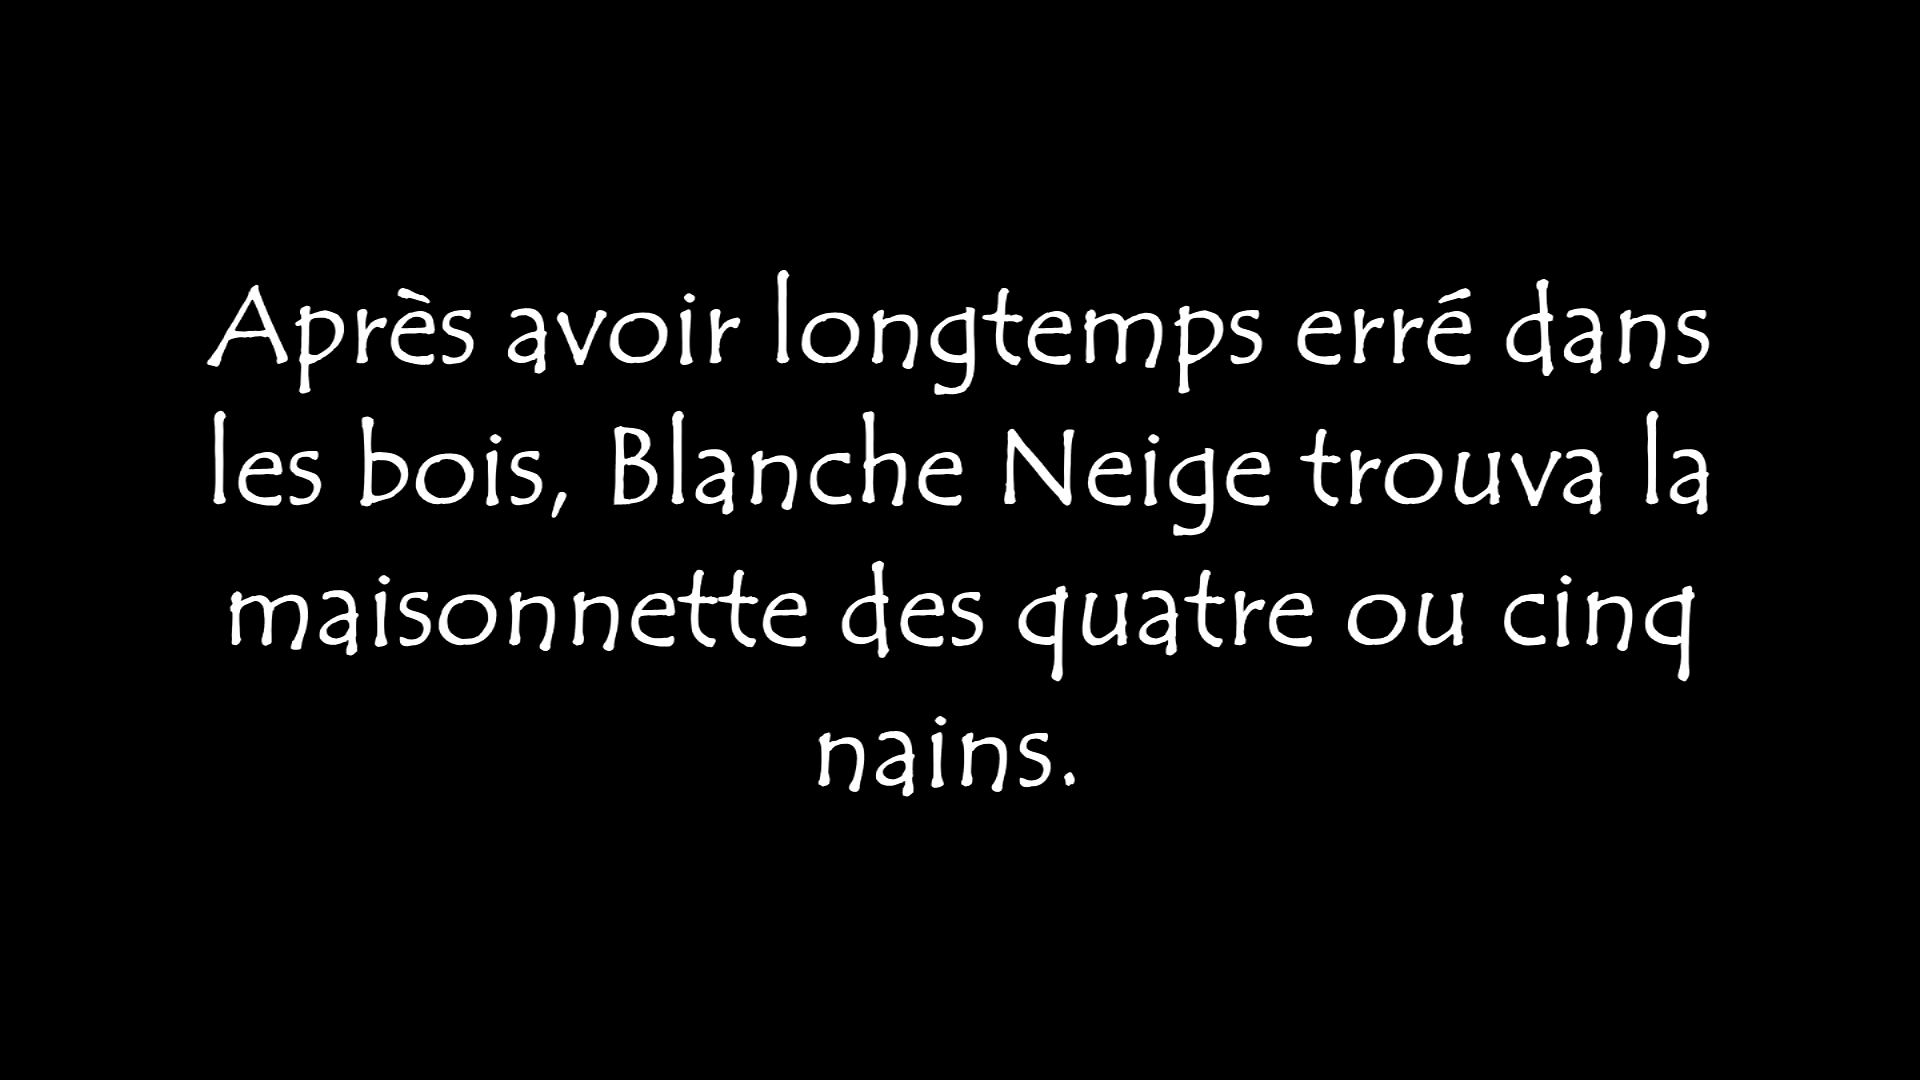 Après avoir longtemps erré dans
les bois, Blanche Neige trouva la
maisonnette des quatre ou cinq
nains.